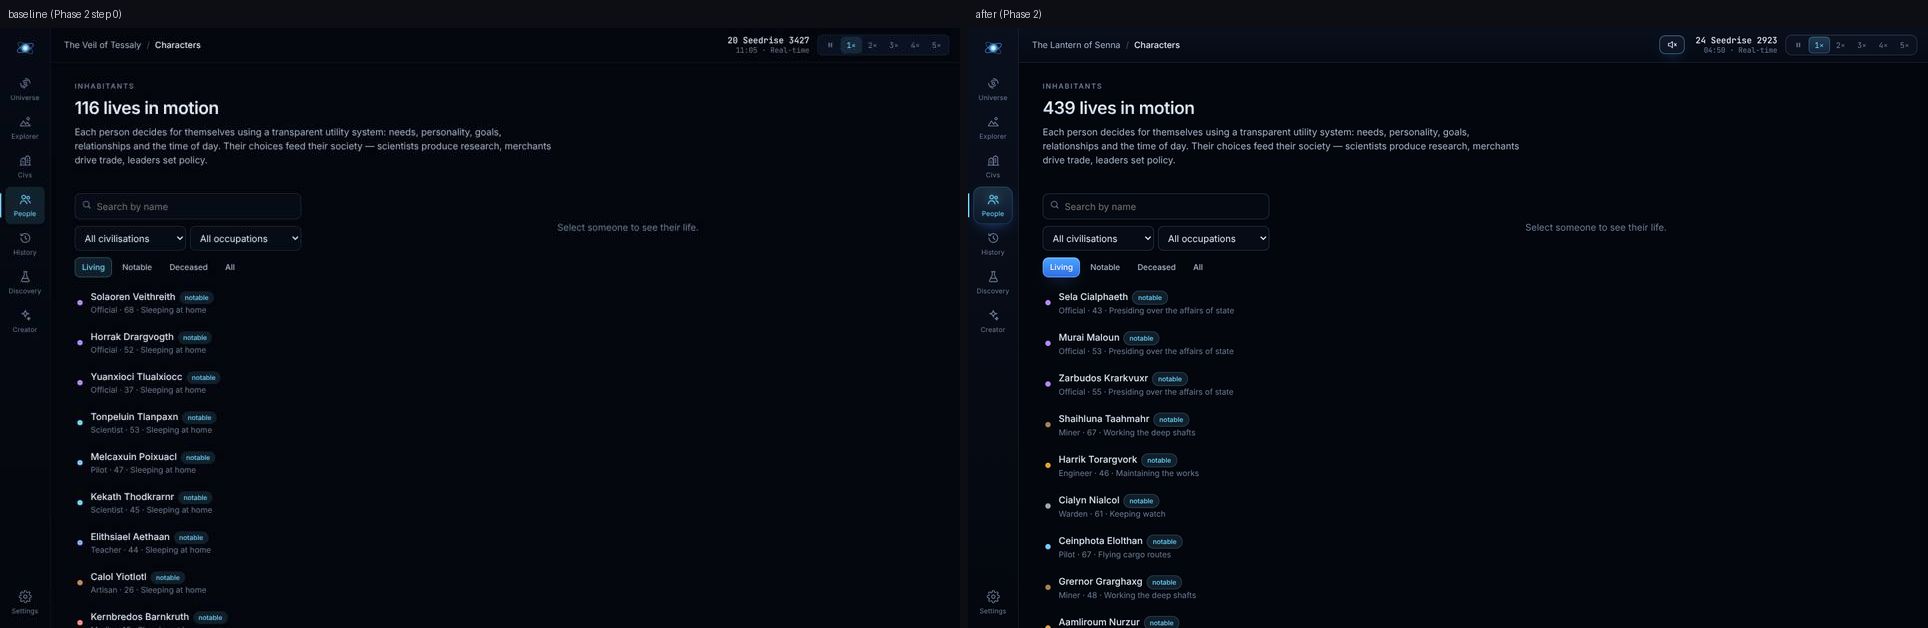 baseline (Phase 2 step 0)
The Veil of Tessaly / Characters
20 Seedrise 3427
11:05 · Real-time
1× 2× 3× 4× 5×
Universe
Explorer
Civs
People
History
Discovery
Creator
Settings
INHABITANTS
116 lives in motion
Each person decides for themselves using a transparent utility system: needs, personality, goals,
relationships and the time of day. Their choices feed their society — scientists produce research, merchants
drive trade, leaders set policy.
Search by name
All civilisations
All occupations
Living Notable Deceased All
Select someone to see their life.
Solaoren Veithreith notable
Official · 68 · Sleeping at home
Horrak Drargvogth notable
Official · 52 · Sleeping at home
Yuanxioci Tlualxiocc notable
Official · 37 · Sleeping at home
Tonpeluin Tlanpaxn notable
Scientist · 53 · Sleeping at home
Melcaxuin Poixuacl notable
Pilot · 47 · Sleeping at home
Kekath Thodkrarnr notable
Scientist · 45 · Sleeping at home
Elithsiael Aethaan notable
Teacher · 44 · Sleeping at home
Calol Yiotlotl notable
Artisan · 26 · Sleeping at home
Kernbredos Barnkruth notable
after (Phase 2)
The Lantern of Senna / Characters
24 Seedrise 2923
04:50 · Real-time
1× 2× 3× 4× 5×
Universe
Explorer
Civs
People
History
Discovery
Creator
Settings
INHABITANTS
439 lives in motion
Each person decides for themselves using a transparent utility system: needs, personality, goals,
relationships and the time of day. Their choices feed their society — scientists produce research, merchants
drive trade, leaders set policy.
Search by name
All civilisations
All occupations
Living Notable Deceased All
Select someone to see their life.
Sela Cialphaeth notable
Official · 43 · Presiding over the affairs of state
Murai Maloun notable
Official · 53 · Presiding over the affairs of state
Zarbudos Krarkvuxr notable
Official · 55 · Presiding over the affairs of state
Shaihluna Taahmahr notable
Miner · 67 · Working the deep shafts
Harrik Torargvork notable
Engineer · 46 · Maintaining the works
Cialyn Nialcol notable
Warden · 61 · Keeping watch
Ceinphota Elolthan notable
Pilot · 67 · Flying cargo routes
Grernor Grarghaxg notable
Miner · 48 · Working the deep shafts
Aamliroum Nurzur notable